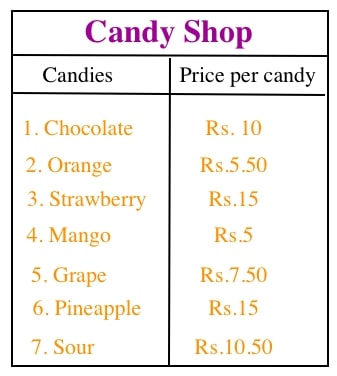 Candy Shop
Candies Price per candy
1. Chocolate Rs. 10
2. Orange Rs.5.50
3. Strawberry Rs.15
4. Mango Rs.5
5. Grape Rs.7.50
6. Pineapple Rs.15
7. Sour Rs.10.50